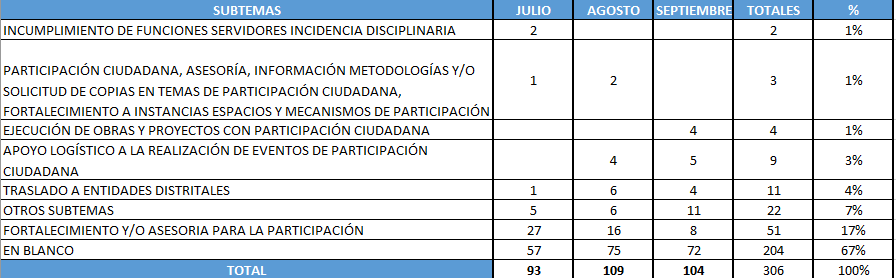 SUBTEMAS JULIO AGOSTO SEPTIEMBRE TOTALES %
INCUMPLIMIENTO DE FUNCIONES SERVIDORES INCIDENCIA DISCIPLINARIA 2 2 1%
PARTICIPACIÓN CIUDADANA, ASESORÍA, INFORMACIÓN METODOLOGÍAS Y/O
SOLICITUD DE COPIAS EN TEMAS DE PARTICIPACIÓN CIUDADANA, 1 2 3 1%
FORTALECIMIENTO A INSTANCIAS ESPACIOS Y MECANISMOS DE PARTICIPACIÓN
EJECUCIÓN DE OBRAS Y PROYECTOS CON PARTICIPACIÓN CIUDADANA 4 4 1%
APOYO LOGÍSTICO A LA REALIZACIÓN DE EVENTOS DE PARTICIPACIÓN
CIUDADANA 4 5 9 3%
TRASLADO A ENTIDADES DISTRITALES 1 6 4 11 4%
OTROS SUBTEMAS 5 6 11 22 7%
FORTALECIMIENTO Y/O ASESORIA PARA LA PARTICIPACIÓN 27 16 8 51 17%
EN BLANCO 57 75 72 204 67%
TOTAL 93 109 104 306 100%